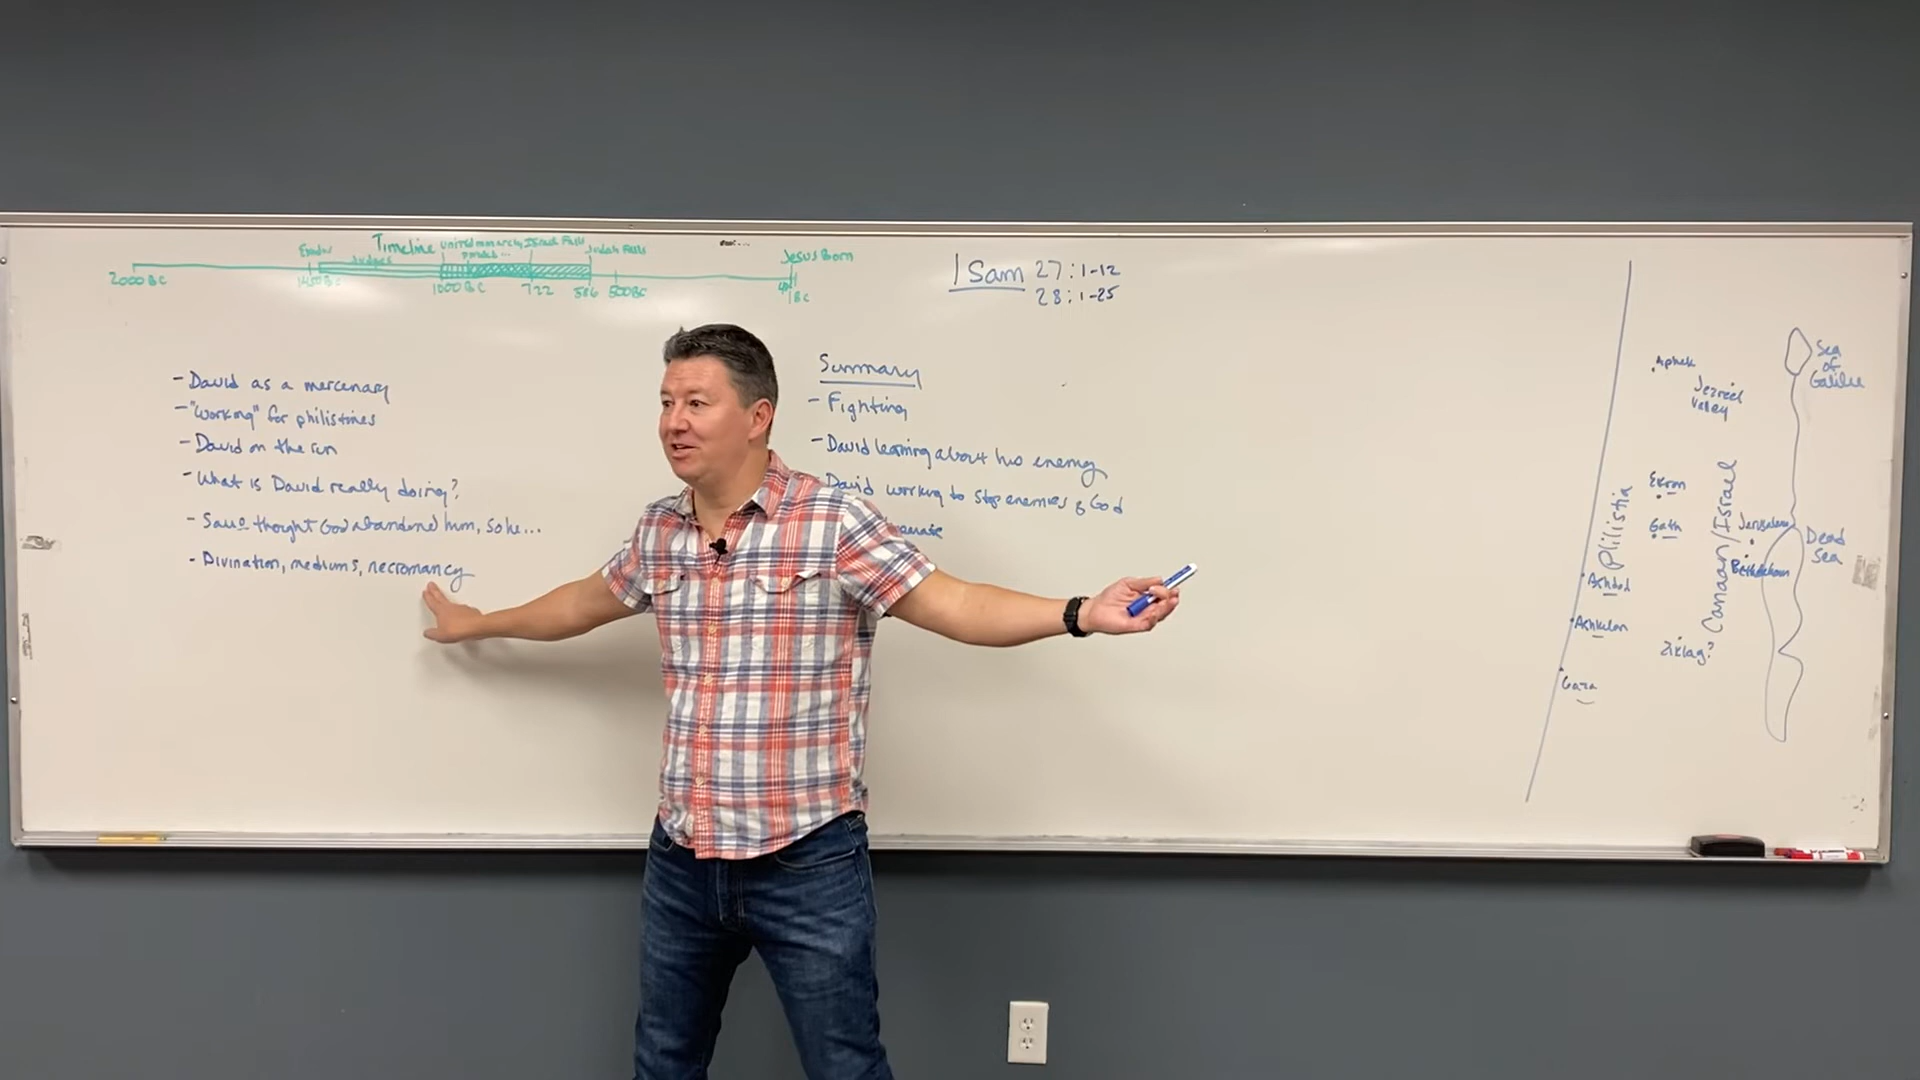 Timeline
Exodus
Judges
United monarchy
Israel Falls
Judah Falls
Jesus Born
2000 BC
1450 BC
1000 BC
722
586
500 BC
1 BC
1 Sam 27:1-12
28:1-25
- David as a mercenary
- "Working" for philistines
- David on the run
- What is David really doing?
- Saul thought God abandoned him, so he...
- Divination, mediums, necromancy
Summary
- Fighting
- David learning about his enemy
David working to stop enemies of God
Aphek
Jezreel
Valley
Sea
of
Galilee
Philistia
Canaan/Israel
Ekron
Gath
Jerusalem
Bethlehem
Dead
Sea
Ashdod
Ashkelon
Ziklag?
Gaza